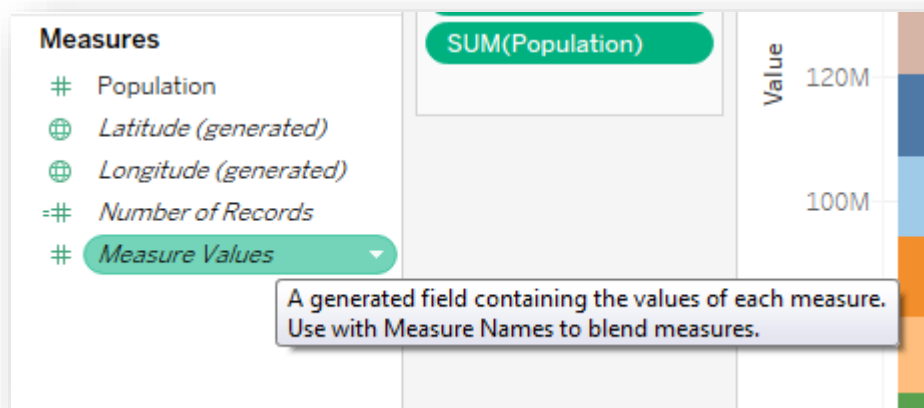 Measures
Population
Latitude (generated)
Longitude (generated)
Number of Records
Measure Values
A generated field containing the values of each measure.
Use with Measure Names to blend measures.
SUM(Population)
Value
120M
100M